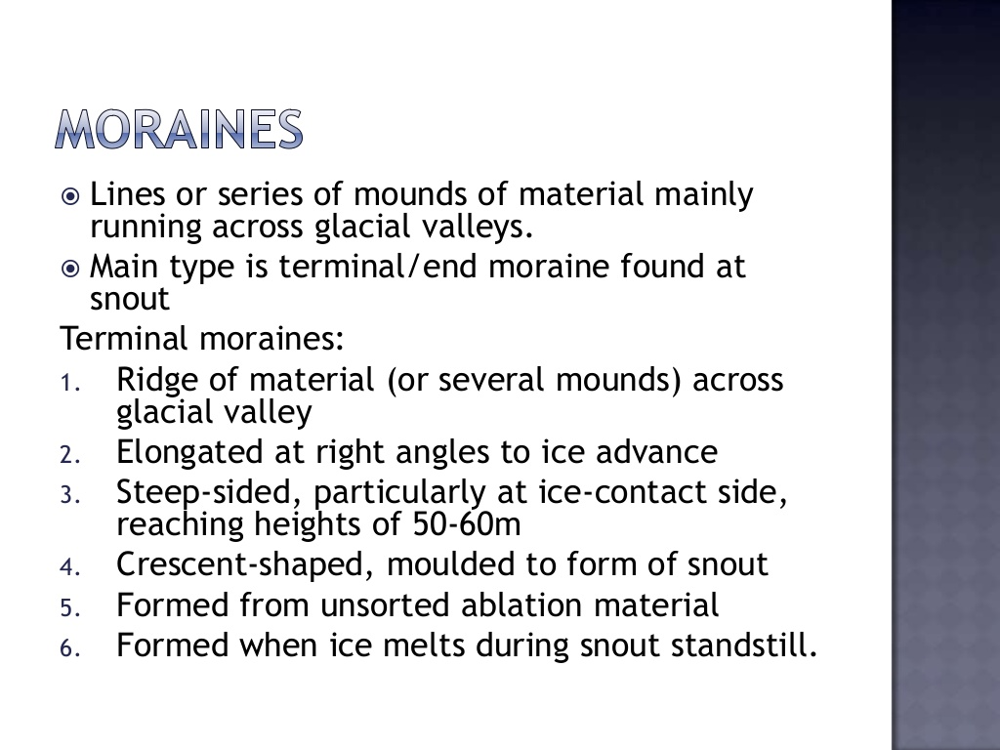 MORAINES
Lines or series of mounds of material mainly
running across glacial valleys.
Main type is terminal/end moraine found at
snout
Terminal moraines:
1. Ridge of material (or several mounds) across
glacial valley
2. Elongated at right angles to ice advance
3. Steep-sided, particularly at ice-contact side,
reaching heights of 50-60m
4. Crescent-shaped, moulded to form of snout
5. Formed from unsorted ablation material
6. Formed when ice melts during snout standstill.